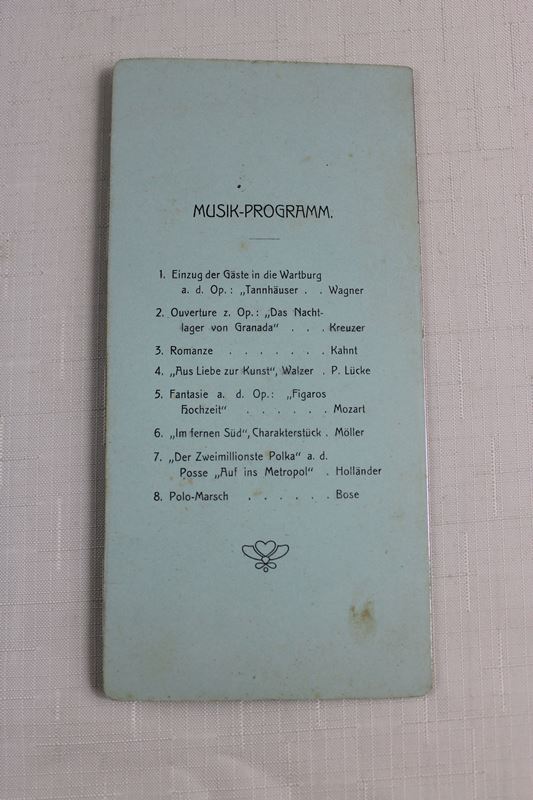 MUSIK-PROGRAMM.
1. Einzug der Gäste in die Wartburg
a. d. Op.: „Tannhäuser . . Wagner
2. Ouverture z. Op.: „Das Nacht-
lager von Granada“ . . . Kreuzer
3. Romanze . . . . . . . Kahnt
4. „Aus Liebe zur Kunst“, Walzer . P. Lücke
5. Fantasie a. d. Op.: „Figaros
Hochzeit“ . . . . . . Mozart
6. „Im fernen Süd“, Charakterstück . Möller
7. „Der Zweimillionste Polka“ a. d.
Posse „Auf ins Metropol“ . Holländer
8. Polo-Marsch . . . . . . Bose